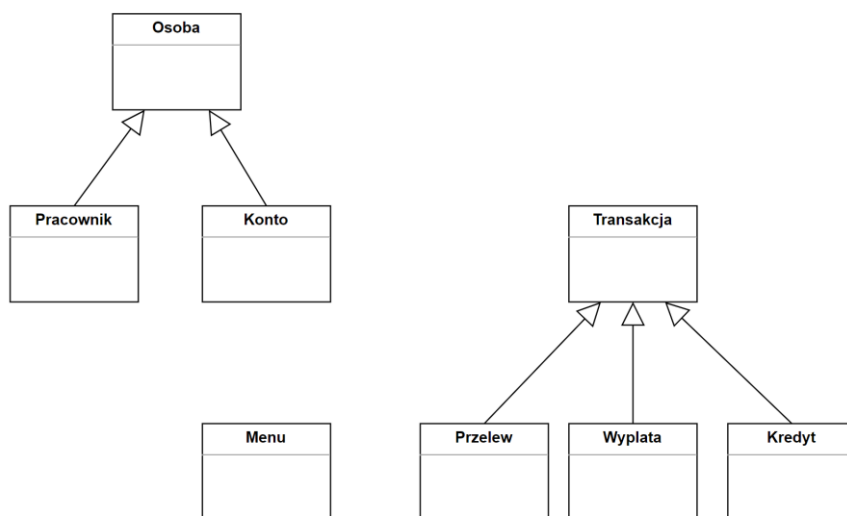 Osoba
Pracownik
Konto
Transakcja
Menu
Przelew
Wyplata
Kredyt